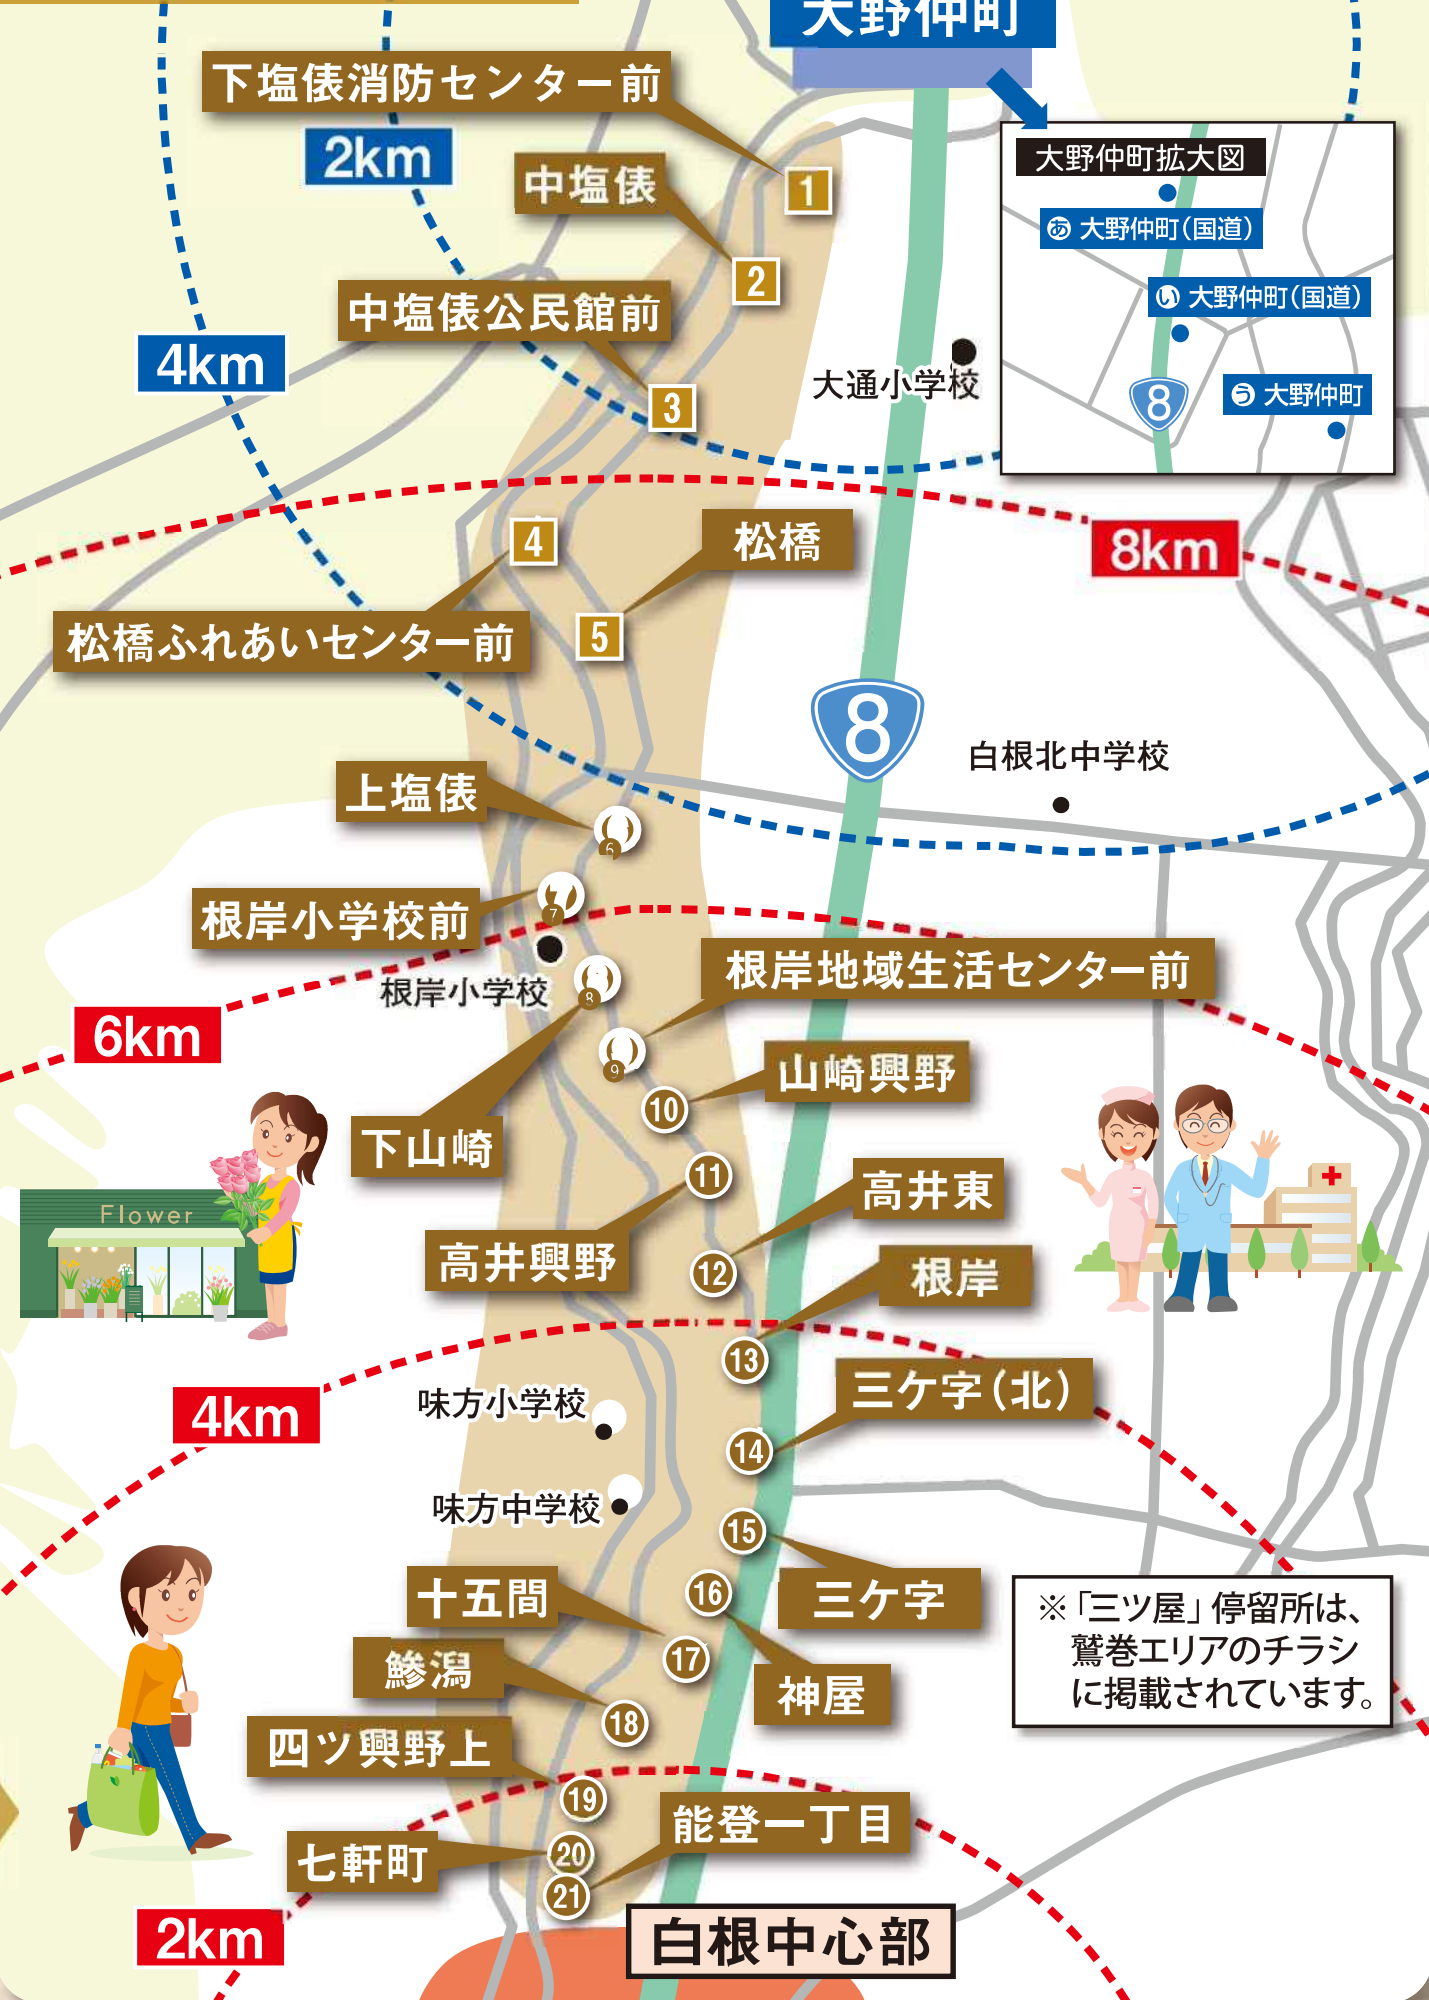 大野仲町
下塩俵消防センター前
1
2km
中塩俵
2
中塩俵公民館前
3
4km
大通小学校
大野仲町拡大図
あ 大野仲町(国道)
い 大野仲町(国道)
う 大野仲町
8
4
松橋
8km
松橋ふれあいセンター前
5
8
白根北中学校
上塩俵
6
根岸小学校前
7
根岸小学校
8
根岸地域生活センター前
9
6km
山崎興野
10
下山崎
11
高井東
高井興野
12
Flower
根岸
13
三ケ字(北)
14
4km
味方小学校
味方中学校
15
三ケ字
十五間
16
17
神屋
鯵潟
18
四ツ興野上
19
能登一丁目
七軒町
20
21
2km
白根中心部
※「三ツ屋」停留所は、
鷲巻エリアのチラシ
に掲載されています。